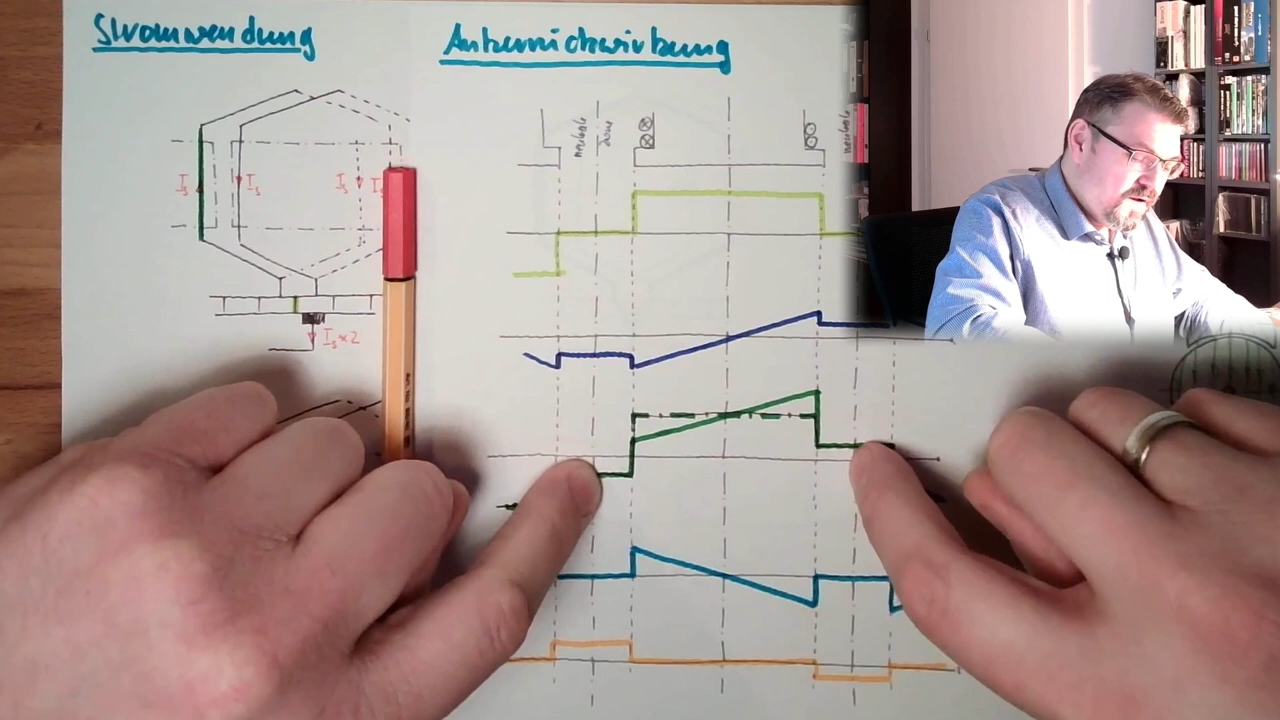 Stromwendung
Ankerrückwirkung
neutrale
Zone
neutrale
I_s
I_s
I_s
I_s × 2